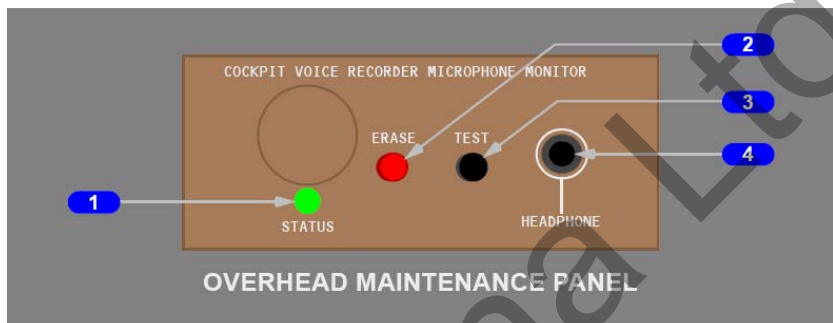 2
COCKPIT VOICE RECORDER MICROPHONE MONITOR
3
ERASE TEST
4
1
STATUS
HEADPHONE
OVERHEAD MAINTENANCE PANEL